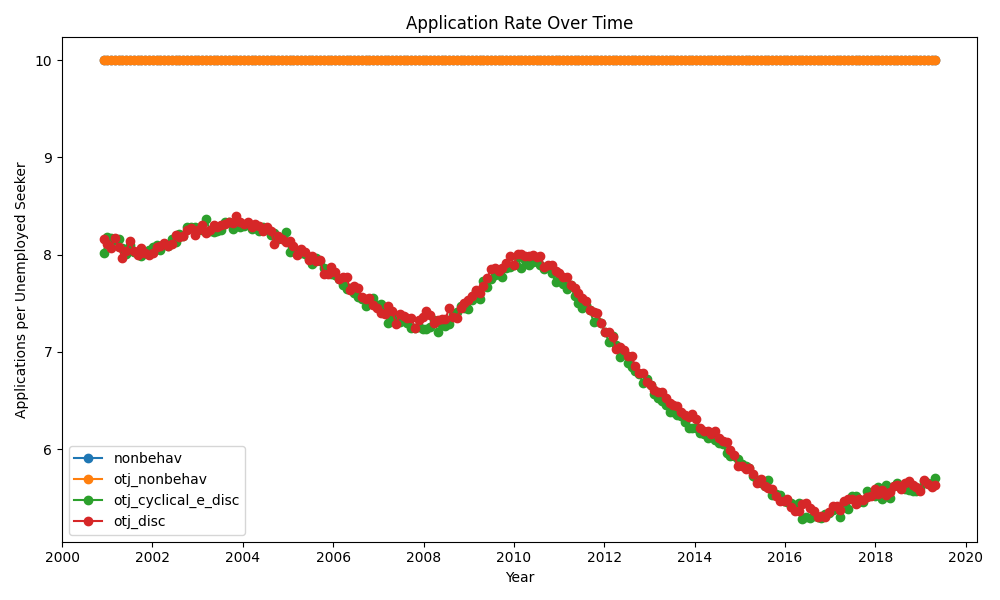 Application Rate Over Time
Applications per Unemployed Seeker
10
9
8
7
6
nonbehav
otj_nonbehav
otj_cyclical_e_disc
otj_disc
2000 2002 2004 2006 2008 2010 2012 2014 2016 2018 2020
Year